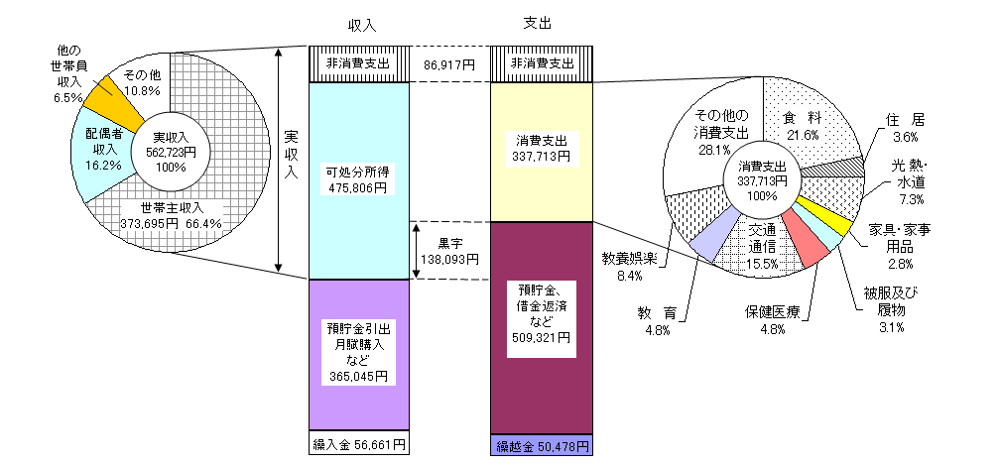 収入
支出
他の
世帯員
収入
6.5%
その他
10.8%
配偶者
収入
16.2%
実収入
562,723円
100%
世帯主収入
373,695円 66.4%
実収入
非消費支出
86,917円
非消費支出
可処分所得
475,806円
消費支出
337,713円
黒字
138,093円
預貯金引出
月賦購入
など
365,045円
預貯金、
借金返済
など
509,321円
繰入金 56,661円
繰越金 50,478円
その他の
消費支出
28.1%
食 料
21.6%
住 居
3.6%
光熱・
水道
7.3%
消費支出
337,713円
100%
家具・家事
用品
2.8%
交通
通信
15.5%
教養娯楽
8.4%
教 育
4.8%
保健医療
4.8%
被服及び
履物
3.1%